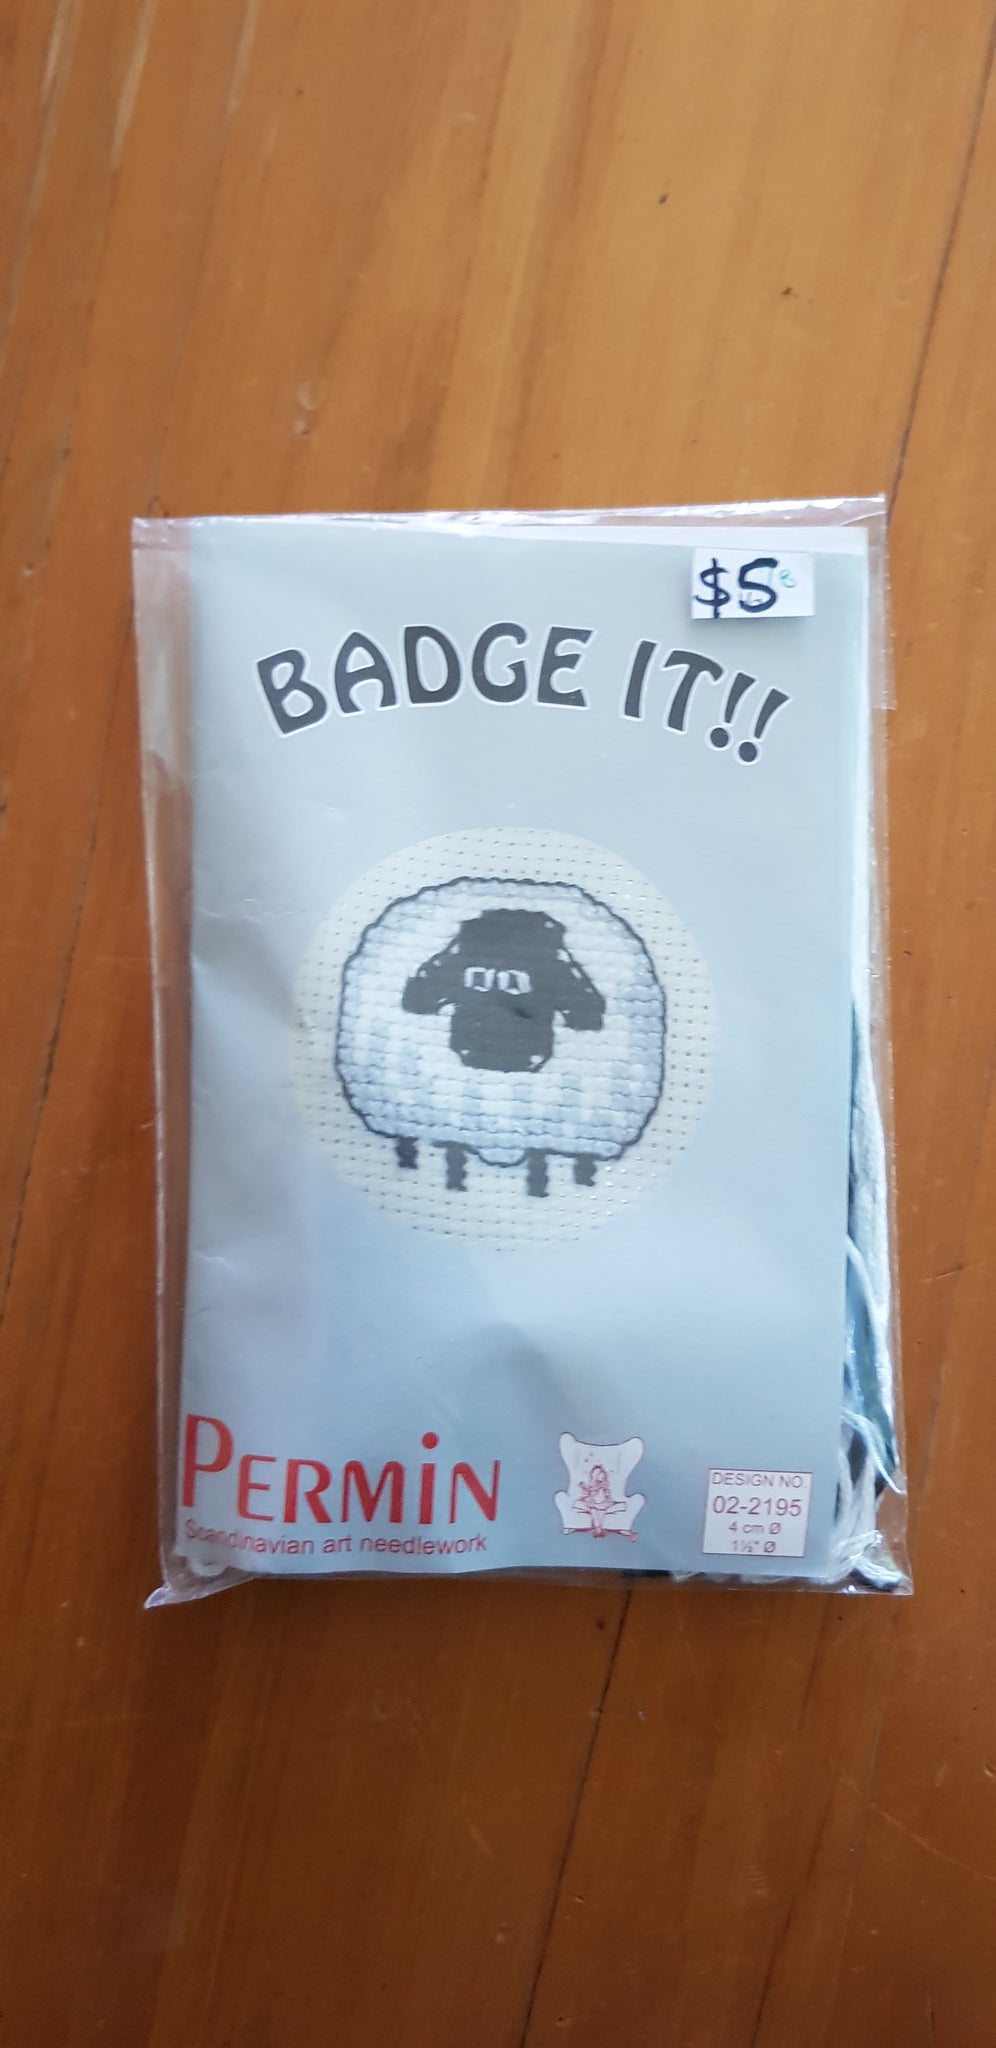 $5
BADGE IT!!
PERMIN
Scandinavian art needlework
DESIGN NO.
02-2195
4 cm Ø
1½" Ø